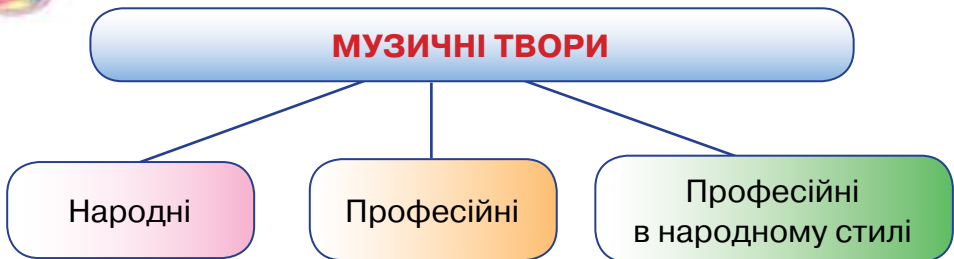 МУЗИЧНІ ТВОРИ
Народні
Професійні
Професійні
в народному стилі